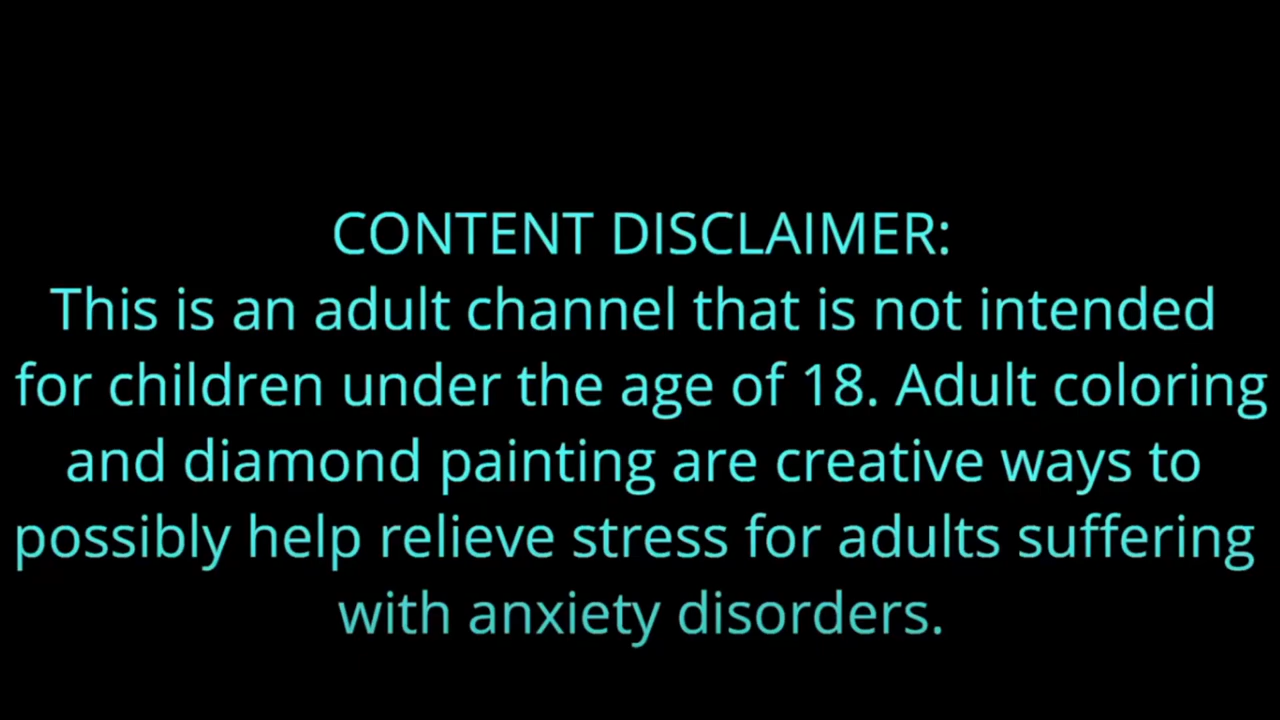 CONTENT DISCLAIMER:
This is an adult channel that is not intended
for children under the age of 18. Adult coloring
and diamond painting are creative ways to
possibly help relieve stress for adults suffering
with anxiety disorders.